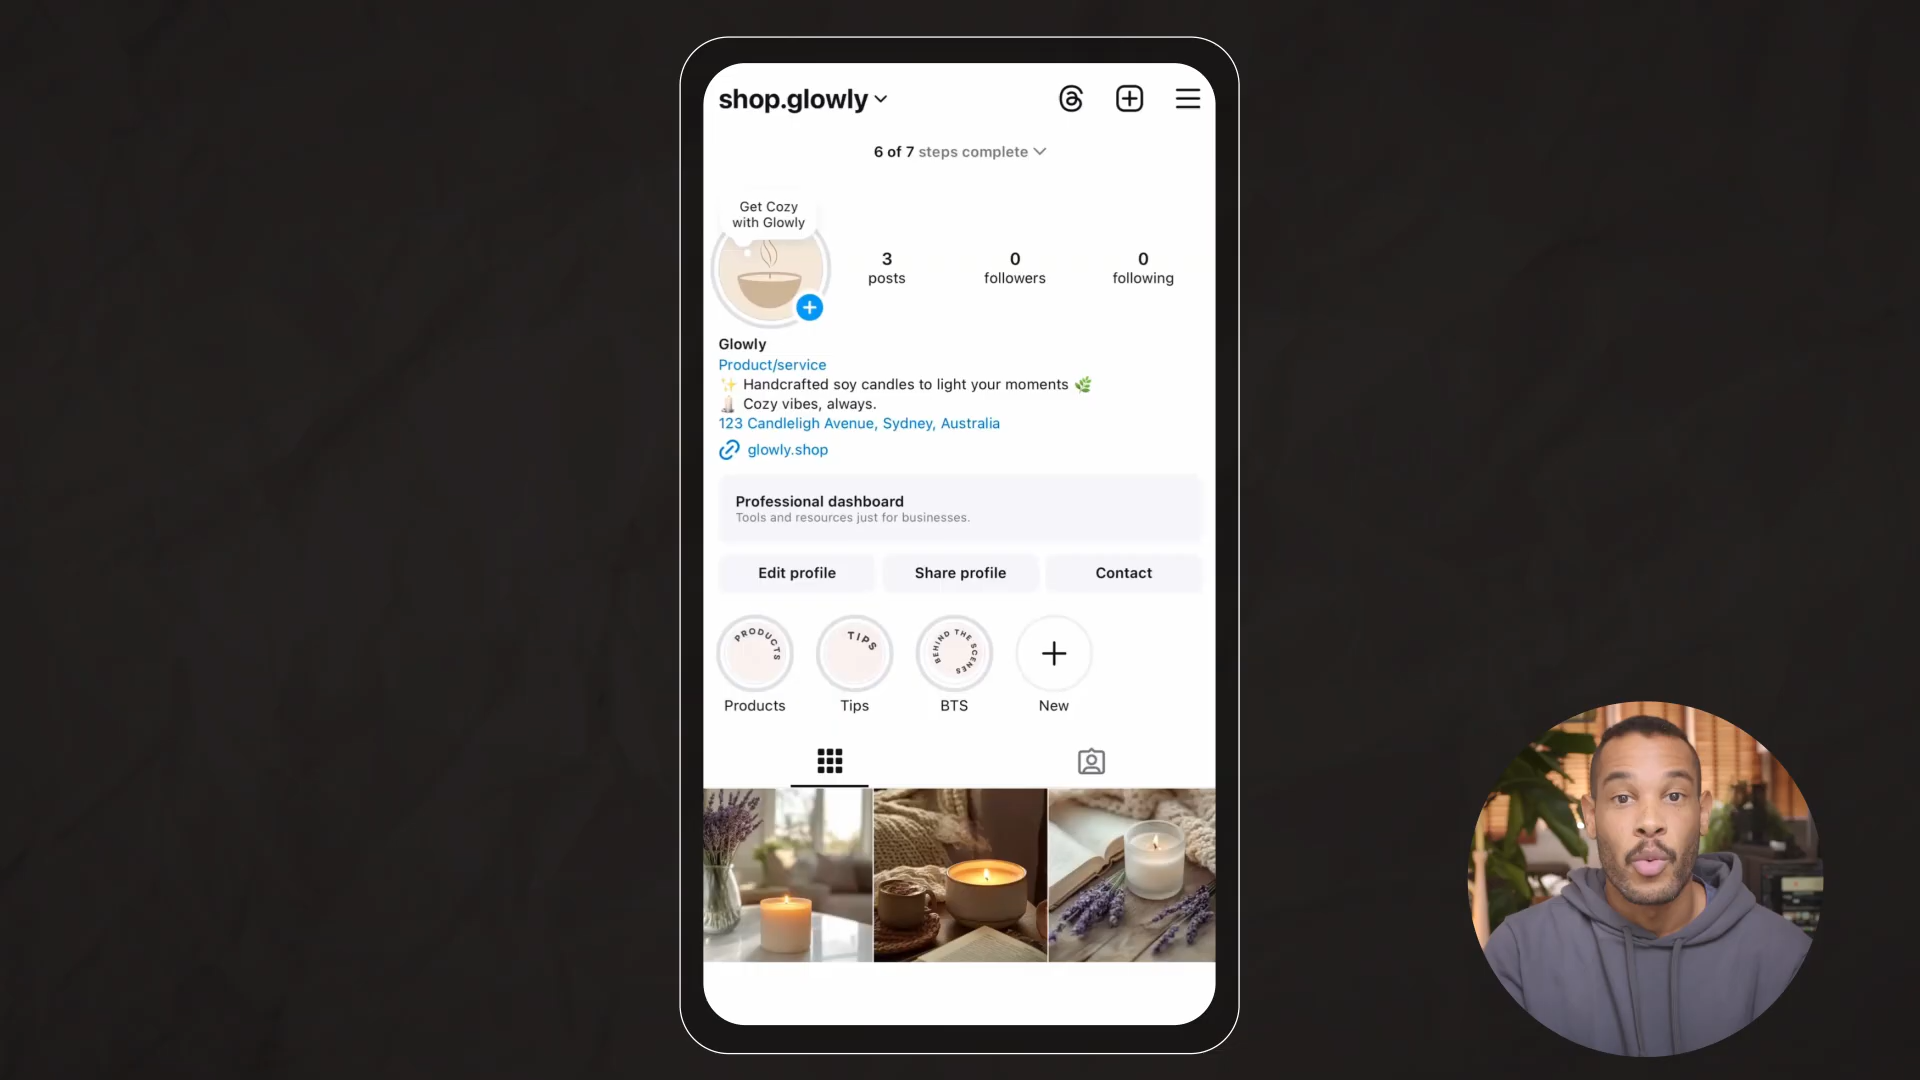 shop.glowly
6 of 7 steps complete
Get Cozy
with Glowly
3
posts
0
followers
0
following
Glowly
Product/service
✨ Handcrafted soy candles to light your moments 🌿
🕯️ Cozy vibes, always.
123 Candleligh Avenue, Sydney, Australia
glowly.shop
Professional dashboard
Tools and resources just for businesses.
Edit profile
Share profile
Contact
PRODUCTS
TIPS
BEHIND THE SCENES
Products
Tips
BTS
New